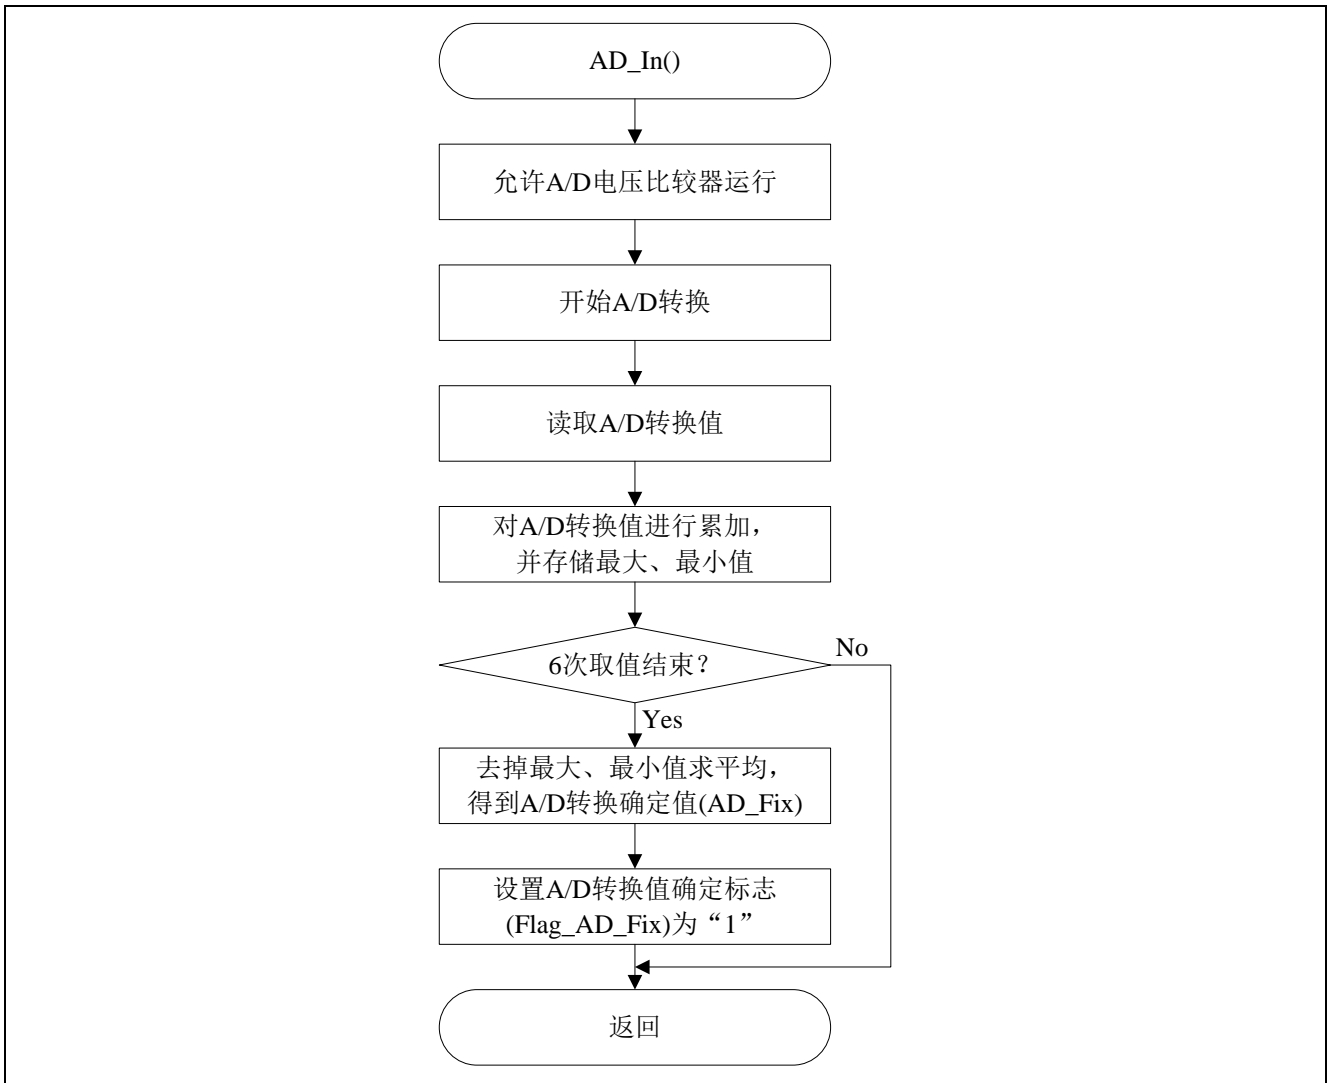 AD_In()
允许A/D电压比较器运行
开始A/D转换
读取A/D转换值
对A/D转换值进行累加，
并存储最大、最小值
6次取值结束？
No
Yes
去掉最大、最小值求平均，
得到A/D转换确定值(AD_Fix)
设置A/D转换值确定标志
(Flag_AD_Fix)为“1”
返回